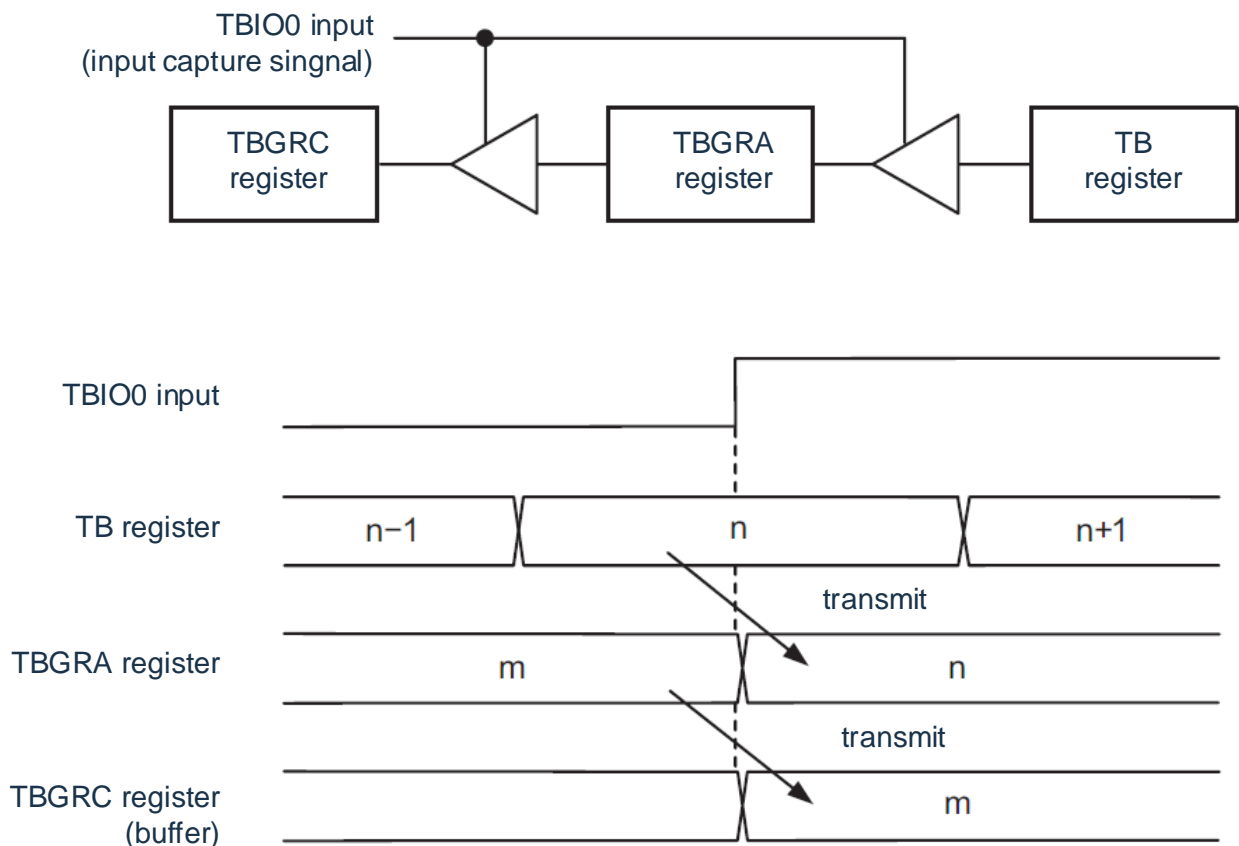 TBIO0 input
(input capture singnal)
TBGRC
register
TBGRA
register
TB
register
TBIO0 input
TB register
n−1
n
n+1
transmit
TBGRA register
m
n
transmit
TBGRC register
(buffer)
m